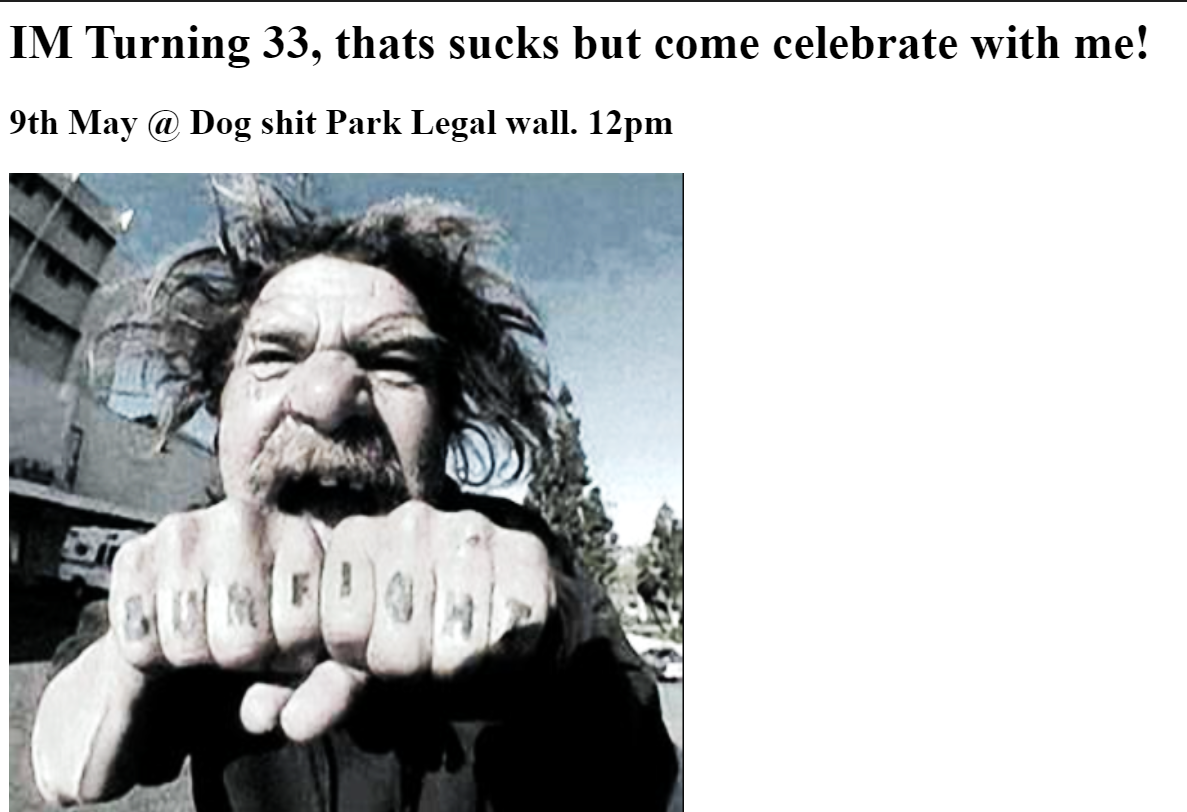 IM Turning 33, thats sucks but come celebrate with me!
9th May @ Dog shit Park Legal wall. 12pm
BUMFIGHT